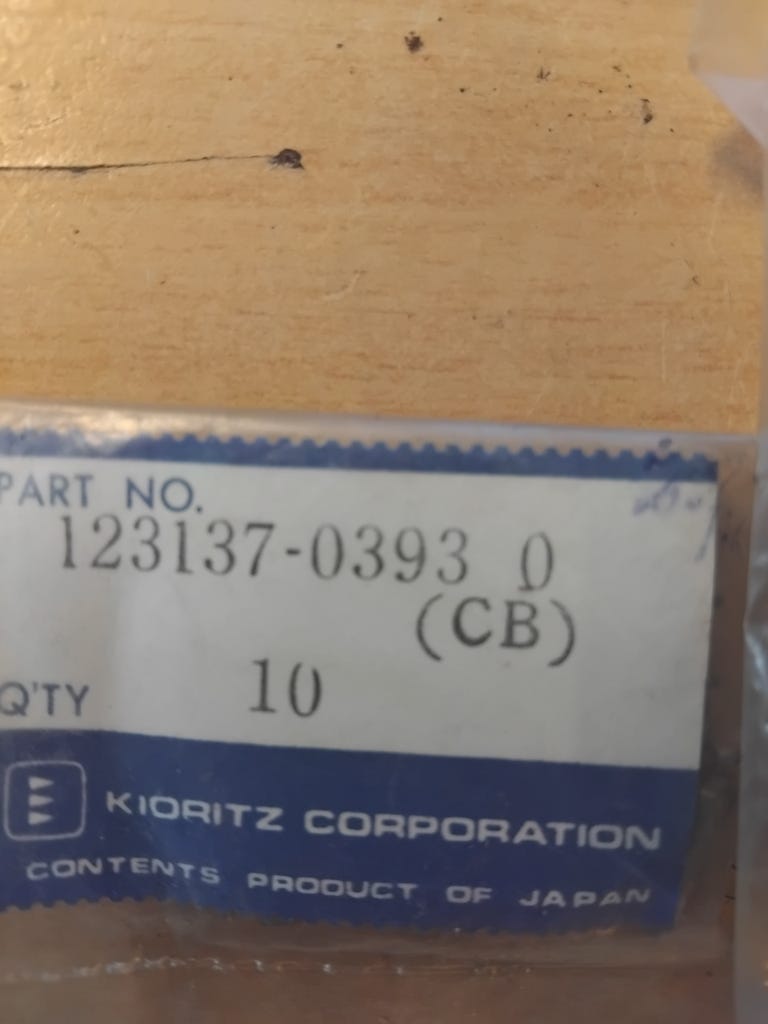 PART NO.
123137-0393 0
(CB)
Q'TY 10
KIORITZ CORPORATION
CONTENTS PRODUCT OF JAPAN